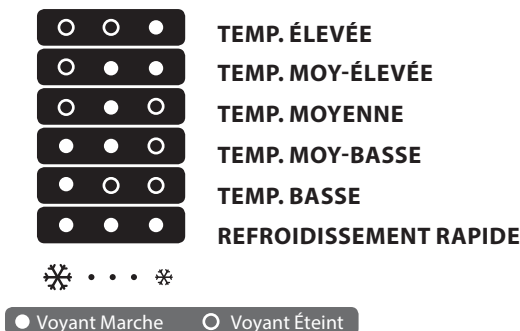 TEMP. ÉLEVÉE
TEMP. MOY-ÉLEVÉE
TEMP. MOYENNE
TEMP. MOY-BASSE
TEMP. BASSE
REFROIDISSEMENT RAPIDE
Voyant Marche Voyant Éteint